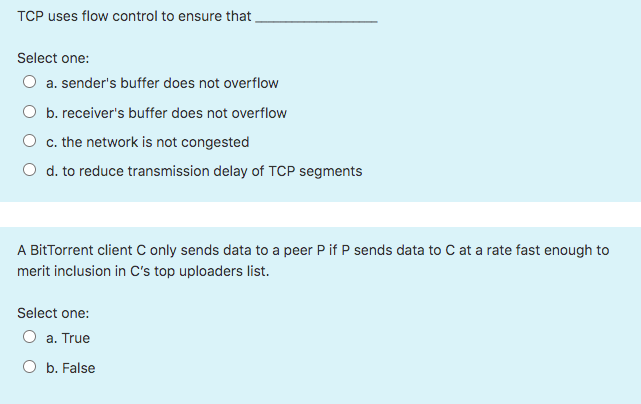 TCP uses flow control to ensure that ________________
Select one:
a. sender's buffer does not overflow
b. receiver's buffer does not overflow
c. the network is not congested
d. to reduce transmission delay of TCP segments
A BitTorrent client C only sends data to a peer P if P sends data to C at a rate fast enough to
merit inclusion in C’s top uploaders list.
Select one:
a. True
b. False